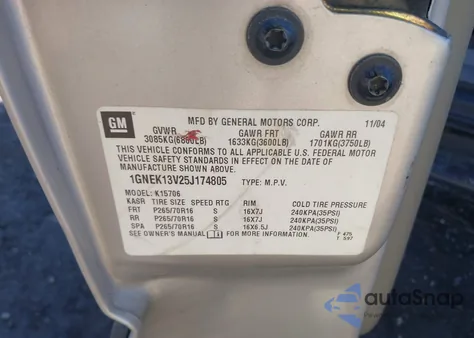 GM
MFD BY GENERAL MOTORS CORP. 11/04
GVWR GAWR FRT GAWR RR
3085KG(6800LB) 1633KG(3600LB) 1701KG(3750LB)
THIS VEHICLE CONFORMS TO ALL APPLICABLE U.S. FEDERAL MOTOR
VEHICLE SAFETY STANDARDS IN EFFECT ON THE DATE OF
MANUFACTURE SHOWN ABOVE.
1GNEK13V25J174805 TYPE: M.P.V.
MODEL: K15706
KASR TIRE SIZE SPEED RTG RIM COLD TIRE PRESSURE
FRT P265/70R16 S 16X7J 240KPA(35PSI)
RR P265/70R16 S 16X7J 240KPA(35PSI)
SPA P265/70R16 S 16X6.5J 240KPA(35PSI)
SEE OWNER'S MANUAL FOR MORE INFORMATION F 475
T 597
autoSnap